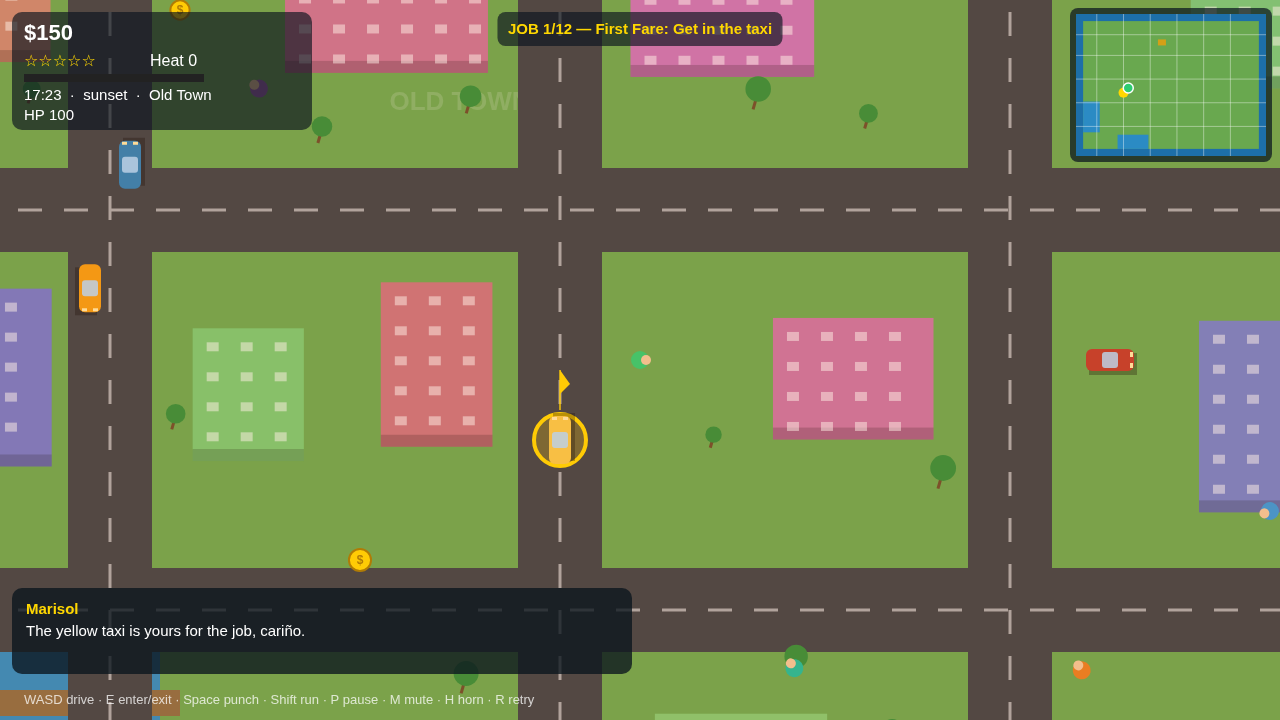 $
$150
☆☆☆☆☆ Heat 0
17:23 · sunset · Old Town
HP 100
JOB 1/12 — First Fare: Get in the taxi
OLD TOWN
$
Marisol
The yellow taxi is yours for the job, cariño.
WASD drive · E enter/exit · Space punch · Shift run · P pause · M mute · H horn · R retry